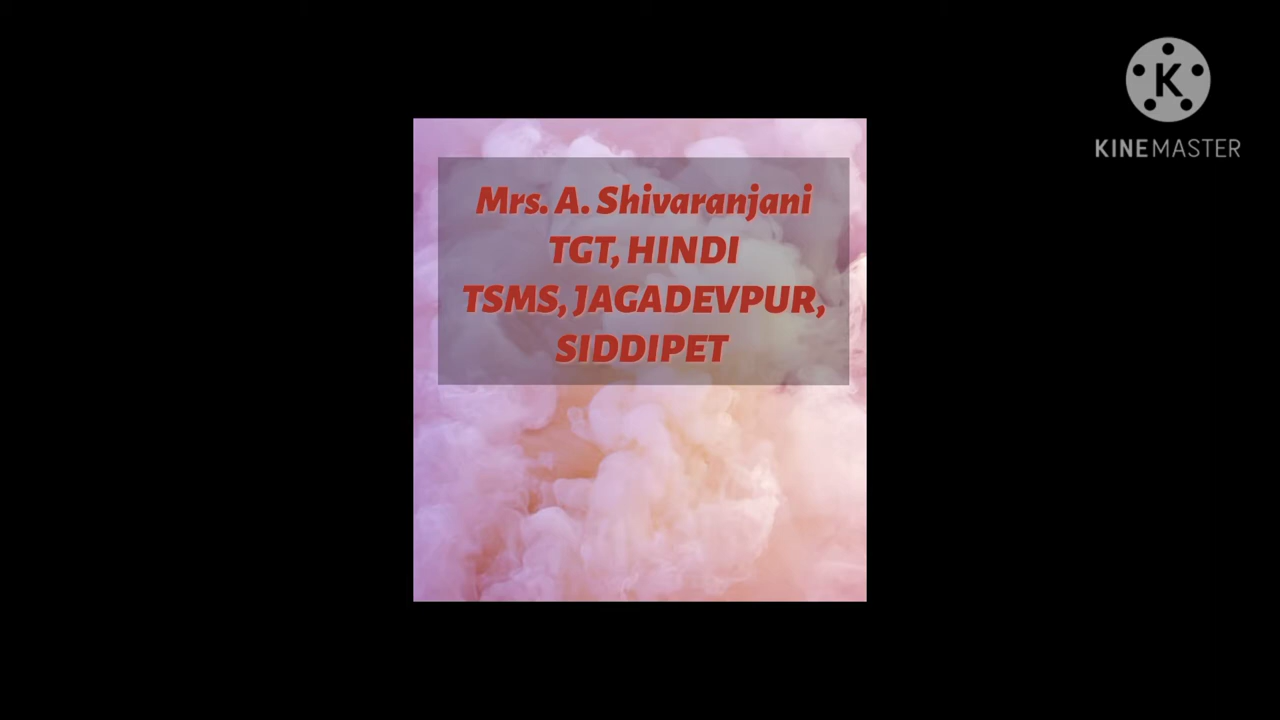 Mrs. A. Shivaranjani
TGT, HINDI
TSMS, JAGADEVPUR,
SIDDIPET
K
KINEMASTER